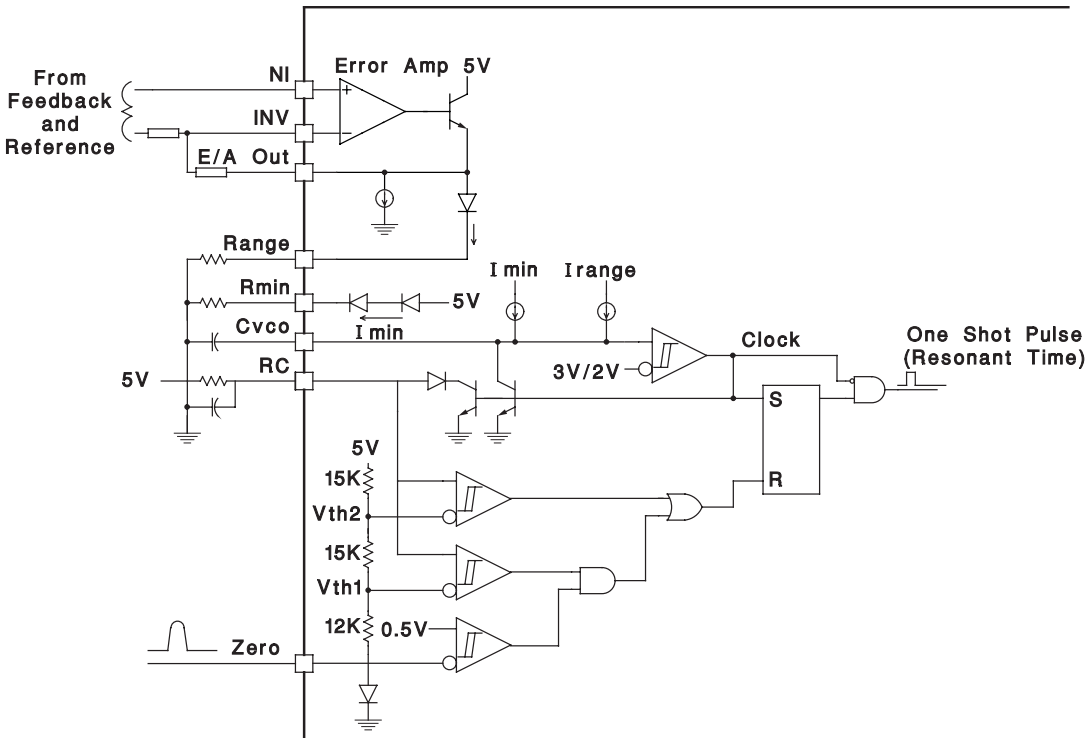 Error Amp 5V
From
Feedback
and
Reference
NI
INV
E/A Out
Range
Rmin
5V
I min
I min
I range
Cvco
RC
5V
3V/2V
Clock
One Shot Pulse
(Resonant Time)
S
R
5V
15K
Vth2
15K
Vth1
12K
0.5V
Zero
+
−